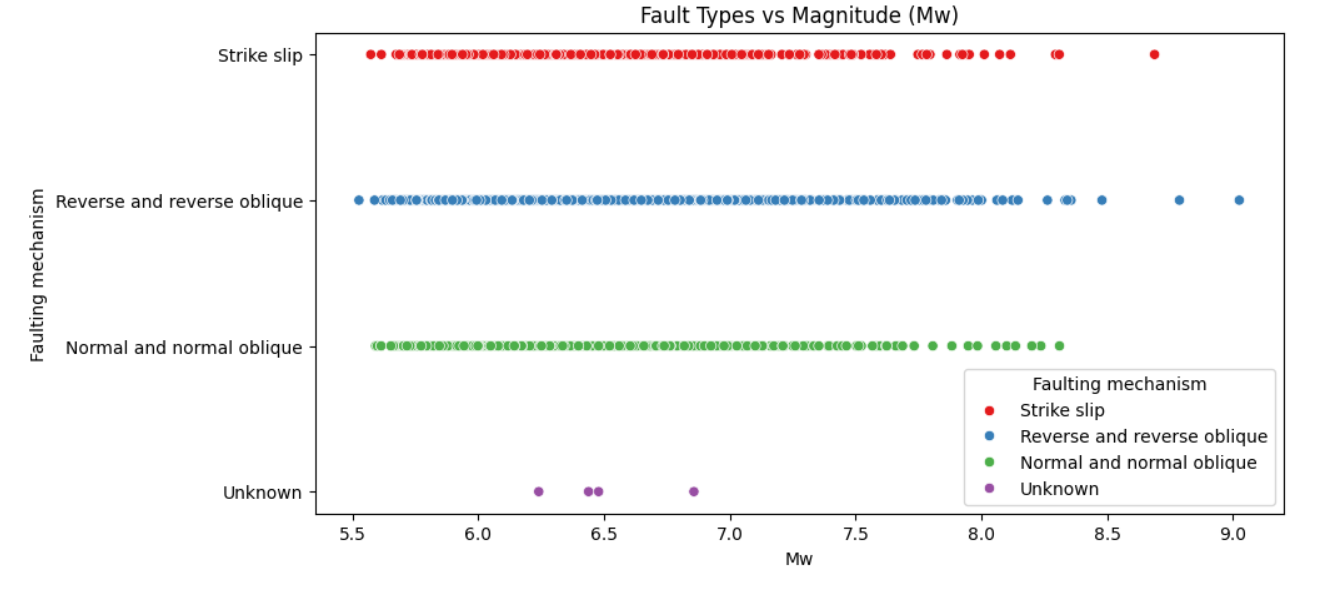 Fault Types vs Magnitude (Mw)
Faulting mechanism
Strike slip
Reverse and reverse oblique
Normal and normal oblique
Unknown
Faulting mechanism
Strike slip
Reverse and reverse oblique
Normal and normal oblique
Unknown
5.5 6.0 6.5 7.0 7.5 8.0 8.5 9.0
Mw